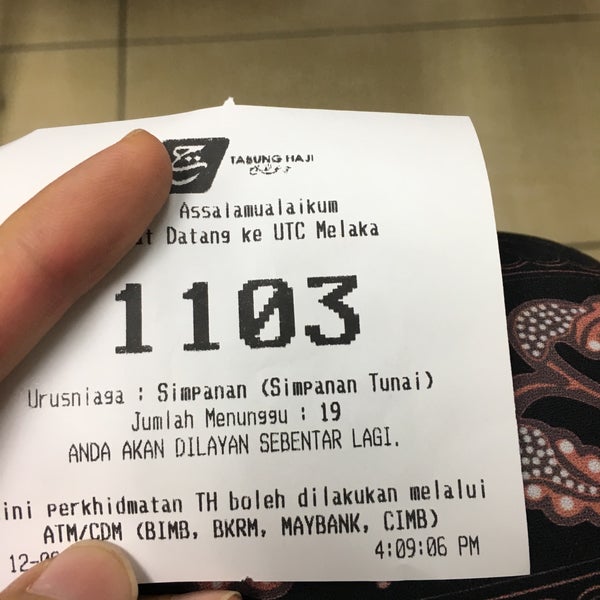 TABUNG HAJI
Assalamualaikum
Datang ke UTC Melaka
1103
Urusniaga : Simpanan (Simpanan Tunai)
Jumlah Menunggu : 19
ANDA AKAN DILAYAN SEBENTAR LAGI.
ini perkhidmatan TH boleh dilakukan melalui
ATM/CDM (BIMB, BKRM, MAYBANK, CIMB)
4:09:06 PM